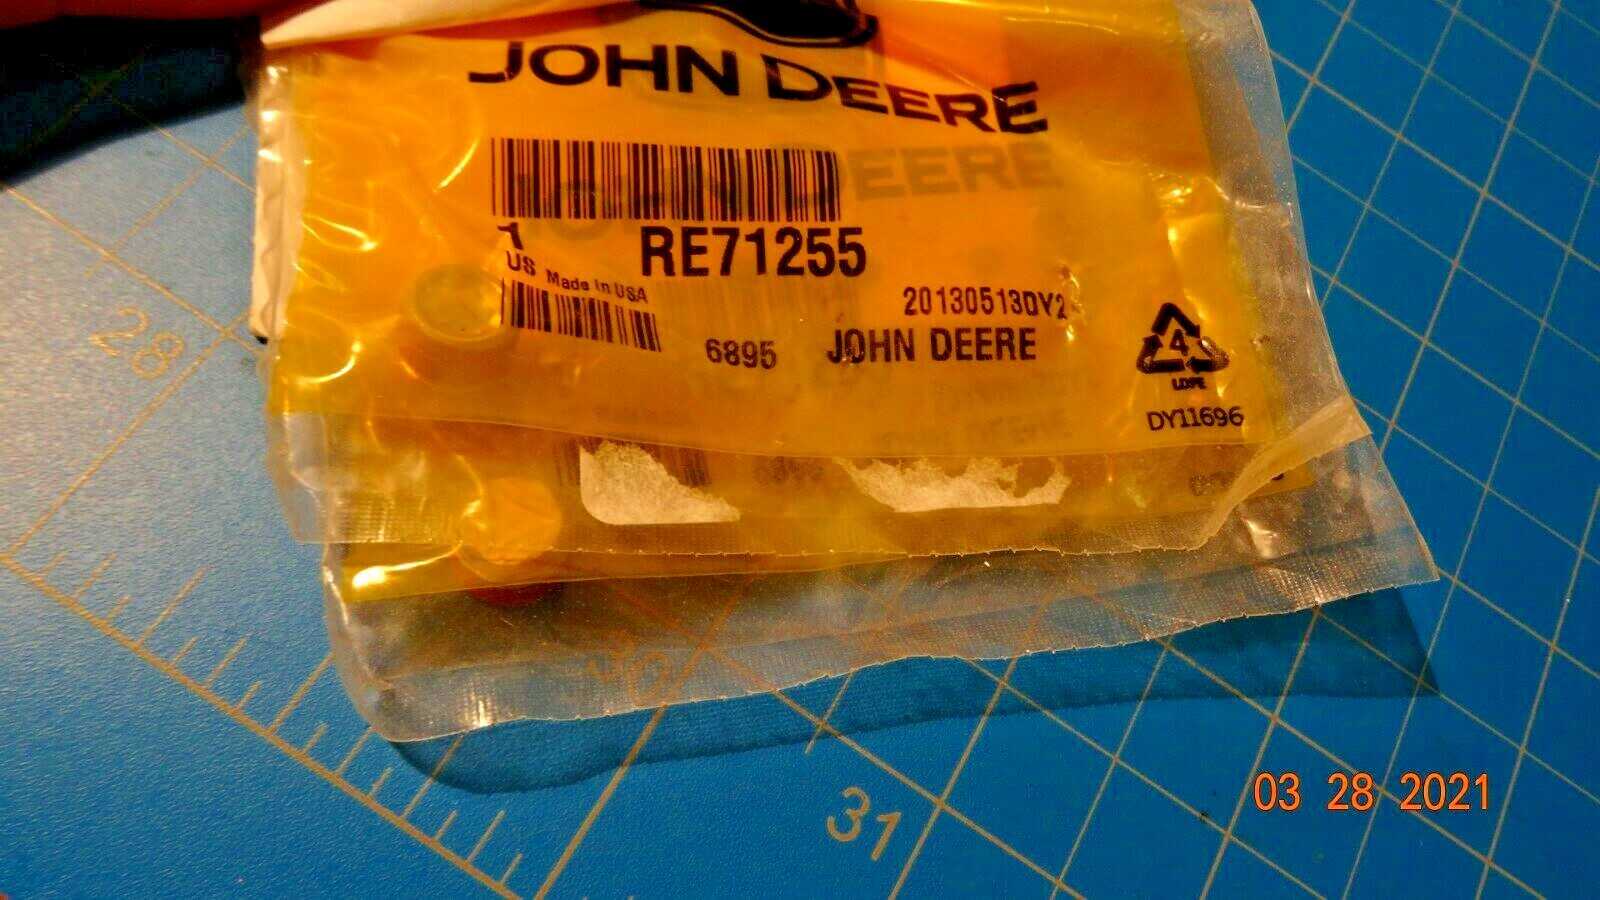 JOHN DEERE
DEERE
1 RE71255
US Made In USA
20130513DY2
6895 JOHN DEERE
4
LDPE
DY11696
28
30
31
03 28 2021